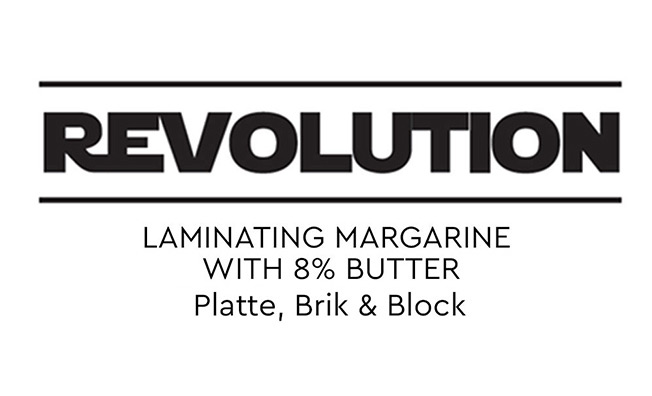 REVOLUTION
LAMINATING MARGARINE
WITH 8% BUTTER
Platte, Brik & Block